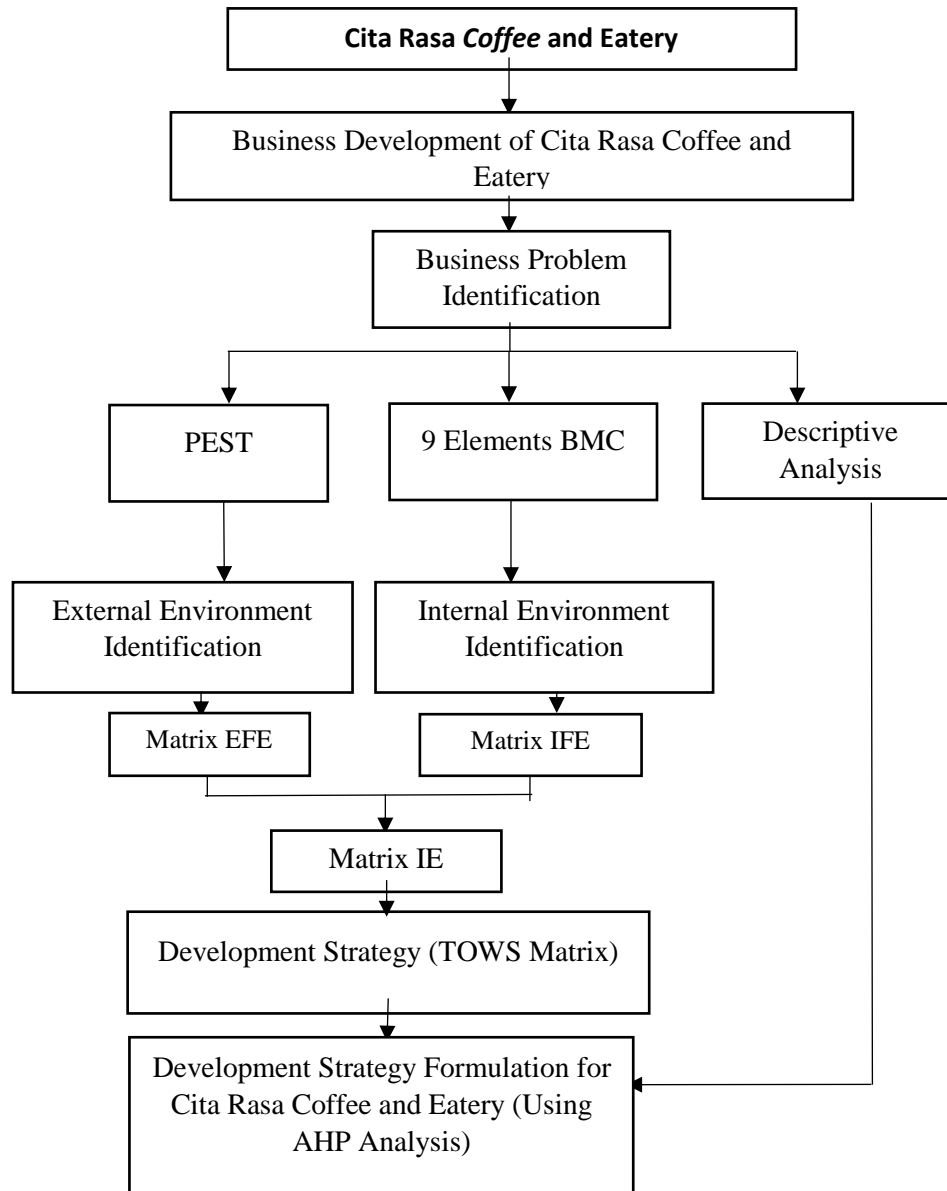 Cita Rasa Coffee and Eatery
Business Development of Cita Rasa Coffee and
Eatery
Business Problem
Identification
PEST
9 Elements BMC
Descriptive
Analysis
External Environment
Identification
Internal Environment
Identification
Matrix EFE
Matrix IFE
Matrix IE
Development Strategy (TOWS Matrix)
Development Strategy Formulation for
Cita Rasa Coffee and Eatery (Using
AHP Analysis)